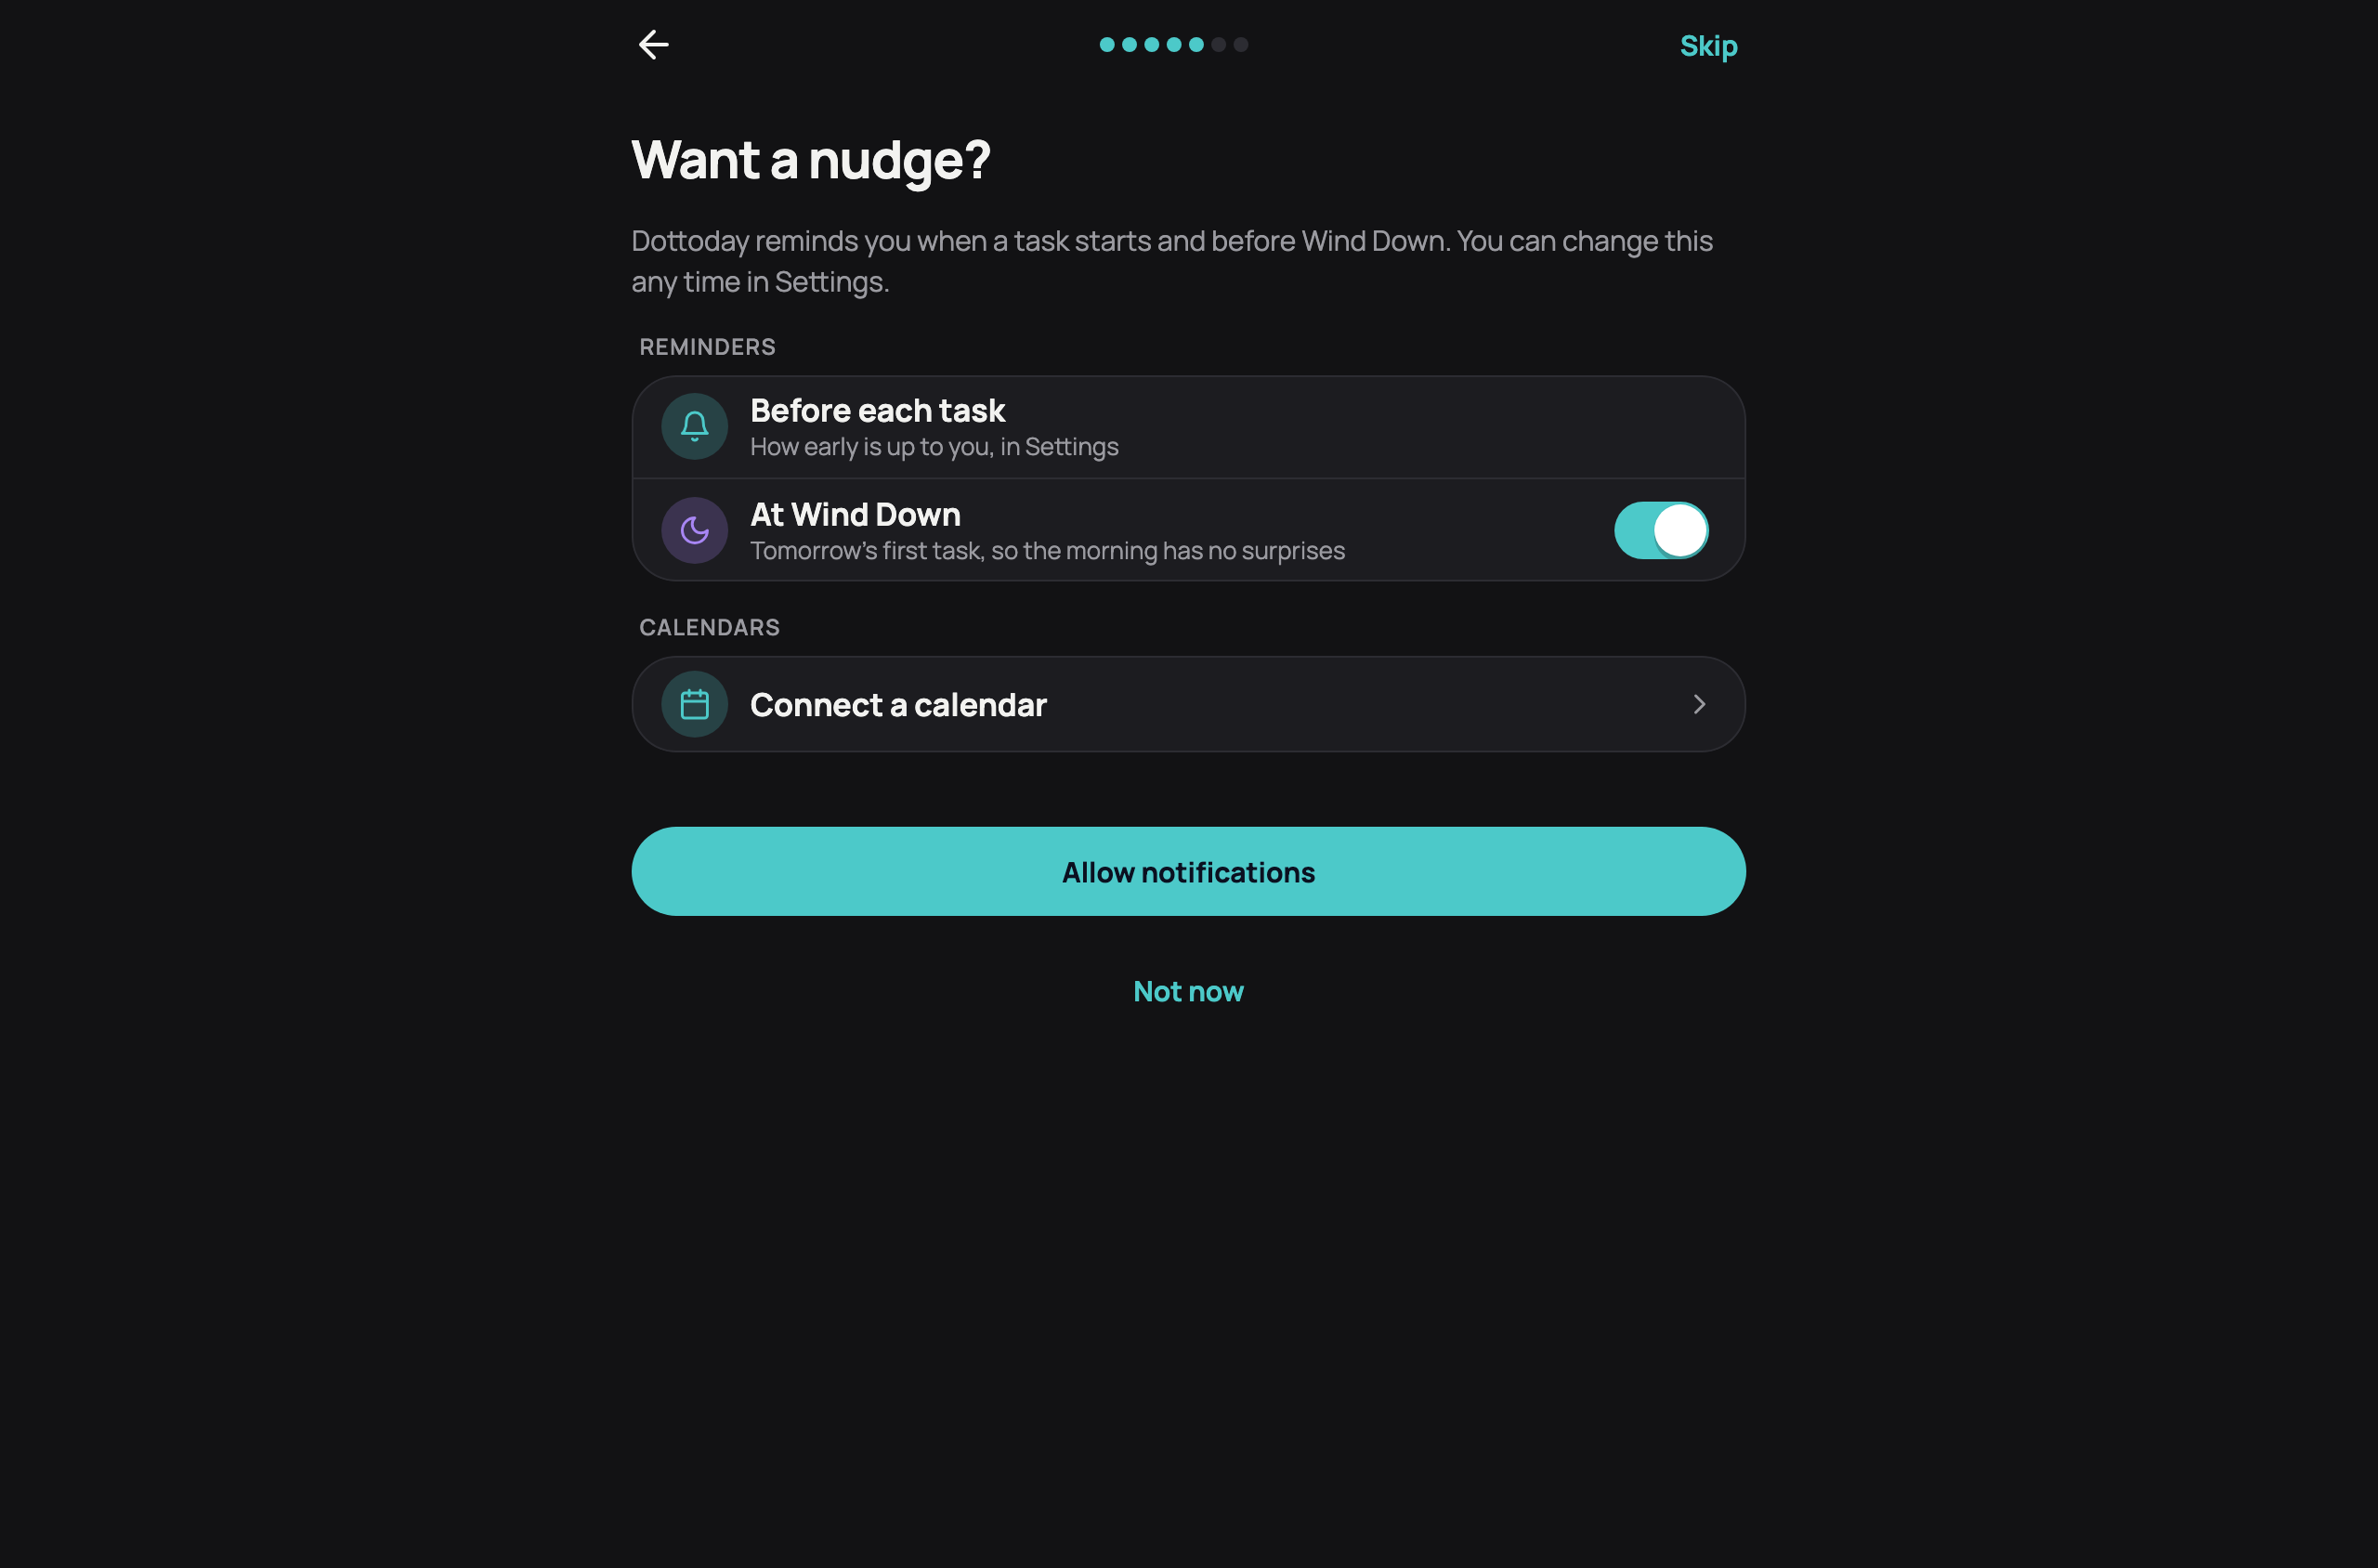 Skip
Want a nudge?
Dottoday reminds you when a task starts and before Wind Down. You can change this
any time in Settings.
REMINDERS
Before each task
How early is up to you, in Settings
At Wind Down
Tomorrow’s first task, so the morning has no surprises
CALENDARS
Connect a calendar
Allow notifications
Not now